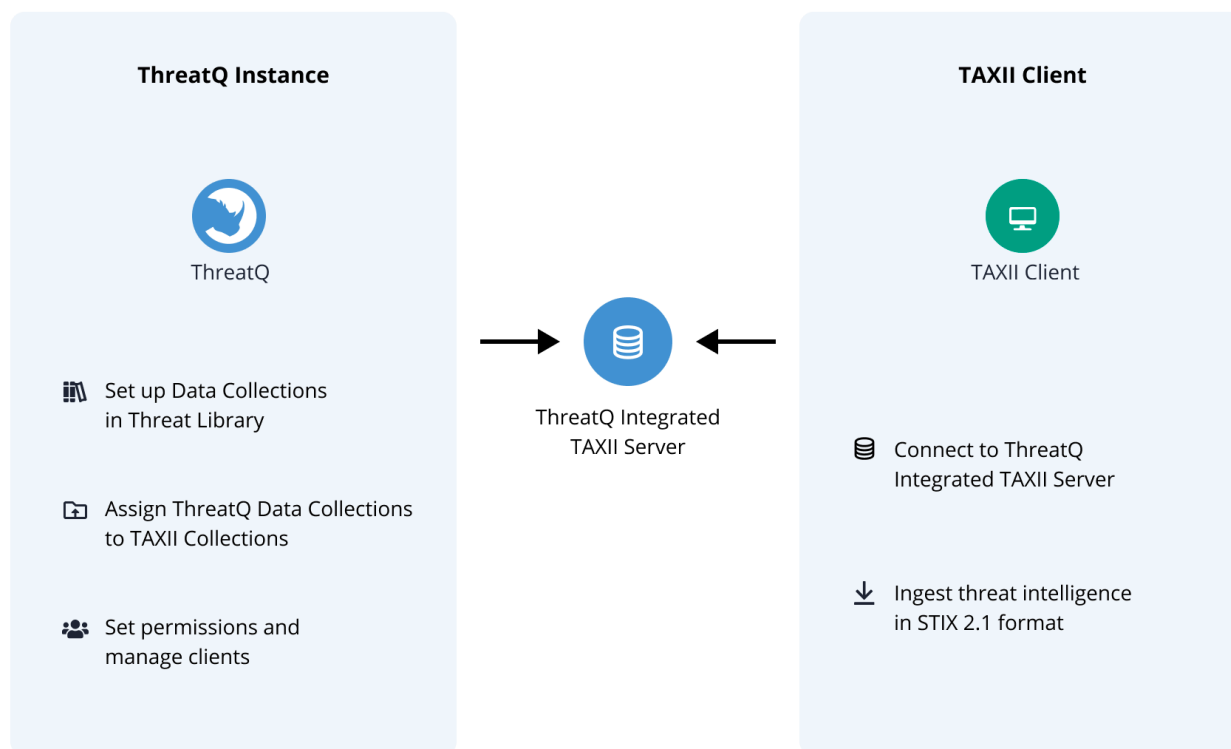 ThreatQ Instance
ThreatQ
Set up Data Collections
in Threat Library
Assign ThreatQ Data Collections
to TAXII Collections
Set permissions and
manage clients
ThreatQ Integrated
TAXII Server
TAXII Client
TAXII Client
Connect to ThreatQ
Integrated TAXII Server
Ingest threat intelligence
in STIX 2.1 format